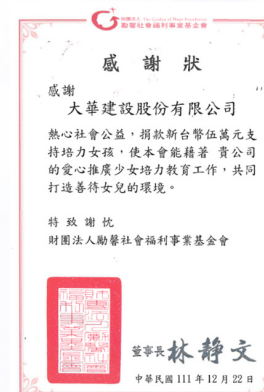 財團法人 The Garden of Hope Foundation
勵馨社會福利事業基金會
感謝狀
感謝
大華建設股份有限公司
熱心社會公益，捐款新台幣伍萬元支
持培力女孩，使本會能藉著 貴公司
的愛心推廣少女培力教育工作，共同
打造善待女兒的環境。
特致謝忱
財團法人勵馨社會福利事業基金會
董事長 林靜文
中華民國 111 年 12 月 22 日